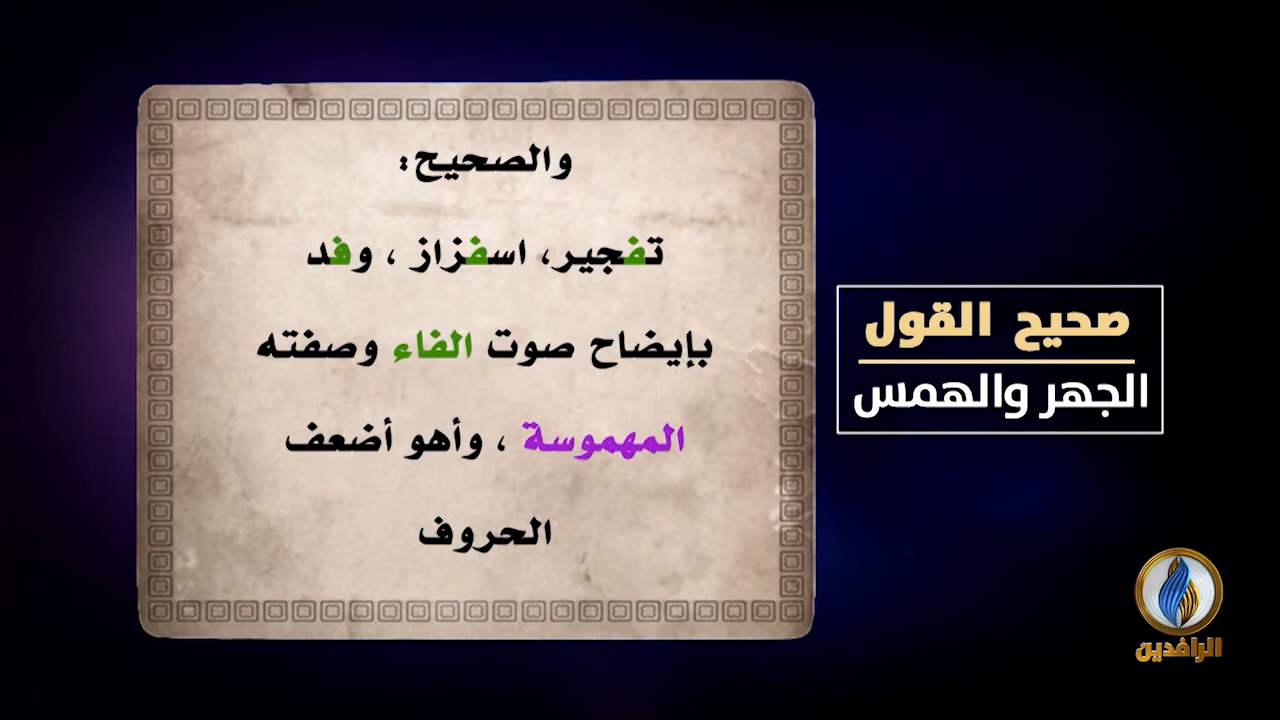 والصحيح:
تفجير، اسفزاز ، وفد
بإيضاح صوت الفاء وصفته
المهموسة ، وأهو أضعف
الحروف
صحيح القول
الجهر والهمس
الرافدين